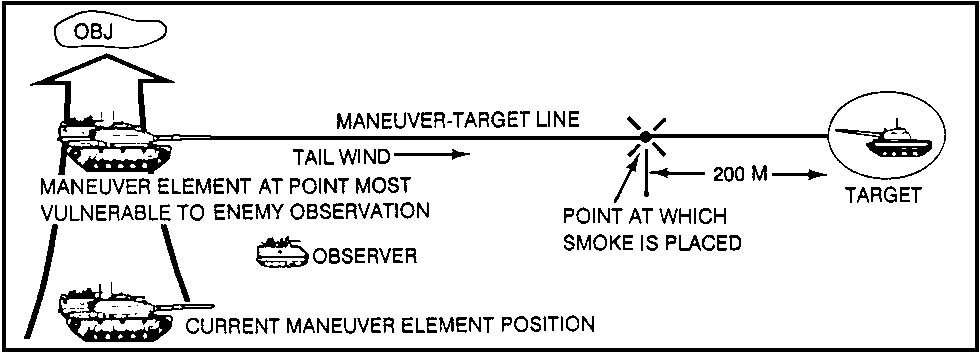 OBJ
MANEUVER-TARGET LINE
TAIL WIND
MANEUVER ELEMENT AT POINT MOST
VULNERABLE TO ENEMY OBSERVATION
200 M
TARGET
POINT AT WHICH
SMOKE IS PLACED
OBSERVER
CURRENT MANEUVER ELEMENT POSITION